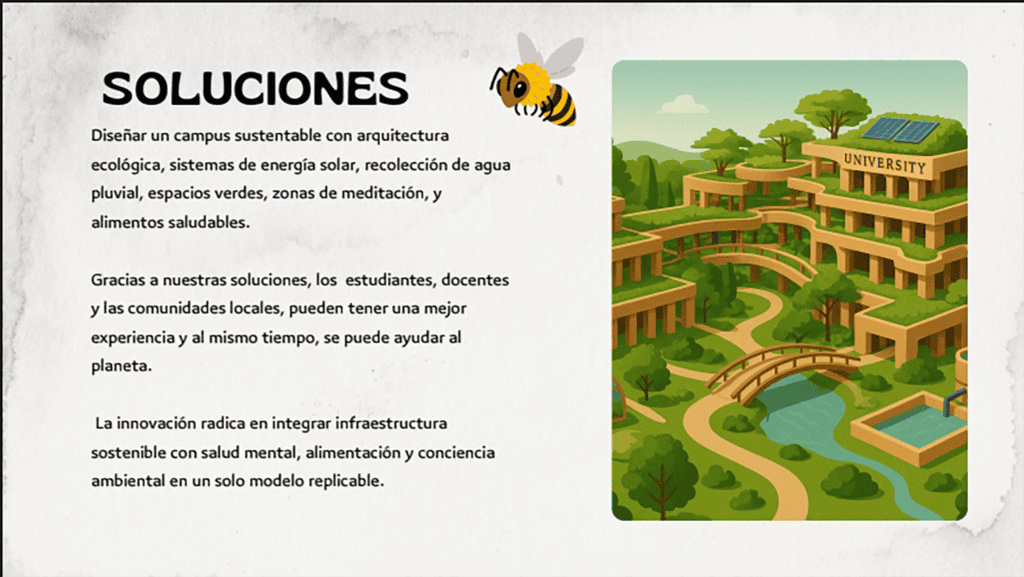 SOLUCIONES
Diseñar un campus sustentable con arquitectura
ecológica, sistemas de energía solar, recolección de agua
pluvial, espacios verdes, zonas de meditación, y
alimentos saludables.
Gracias a nuestras soluciones, los estudiantes, docentes
y las comunidades locales, pueden tener una mejor
experiencia y al mismo tiempo, se puede ayudar al
planeta.
La innovación radica en integrar infraestructura
sostenible con salud mental, alimentación y conciencia
ambiental en un solo modelo replicable.
UNIVERSITY